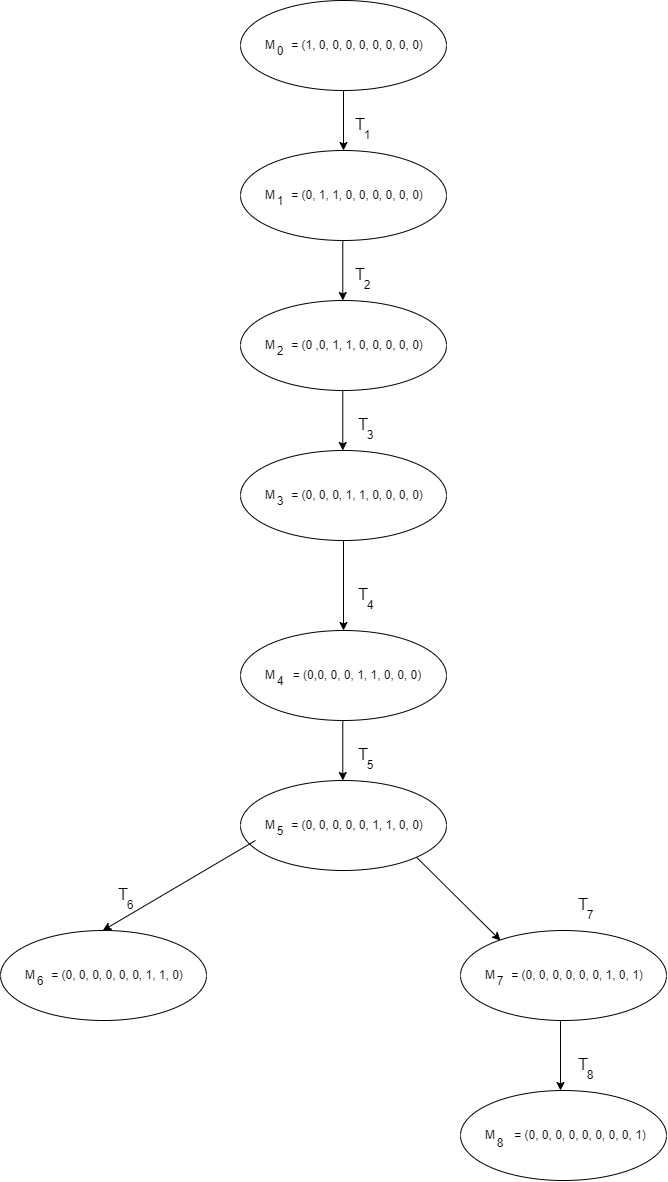 M0 = (1, 0, 0, 0, 0, 0, 0, 0, 0)
T1
M1 = (0, 1, 1, 0, 0, 0, 0, 0, 0)
T2
M2 = (0 ,0, 1, 1, 0, 0, 0, 0, 0)
T3
M3 = (0, 0, 0, 1, 1, 0, 0, 0, 0)
T4
M4 = (0,0, 0, 0, 1, 1, 0, 0, 0)
T5
M5 = (0, 0, 0, 0, 0, 1, 1, 0, 0)
T6
T7
M6 = (0, 0, 0, 0, 0, 0, 1, 1, 0)
M7 = (0, 0, 0, 0, 0, 0, 1, 0, 1)
T8
M8 = (0, 0, 0, 0, 0, 0, 0, 0, 1)